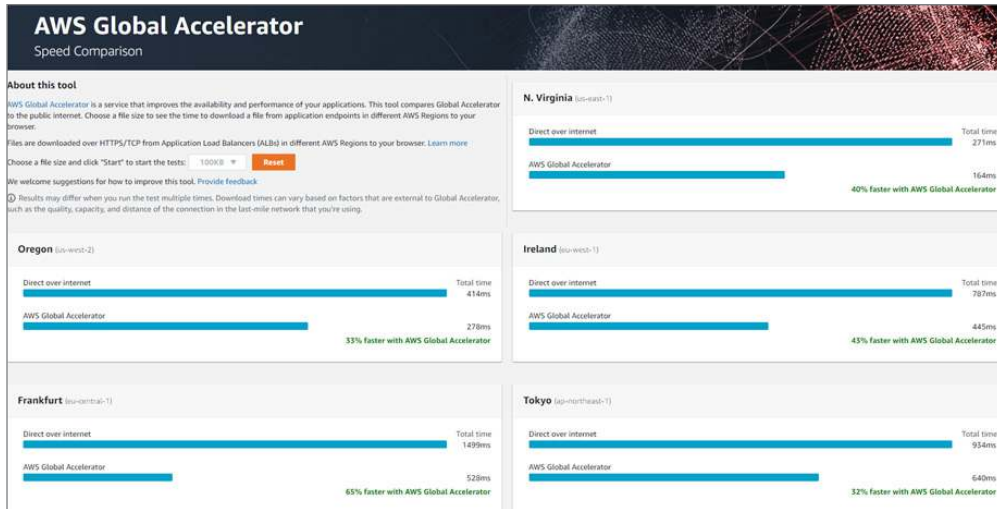 AWS Global Accelerator
Speed Comparison
About this tool
AWS Global Accelerator is a service that improves the availability and performance of your applications. This tool compares Global Accelerator
to the public internet. Choose a file size to see the time to download a file from application endpoints in different AWS Regions to your
browser.
Files are downloaded over HTTPS/TCP from Application Load Balancers (ALBs) in different AWS Regions to your browser. Learn more
Choose a file size and click "Start" to start the tests: 100KB Reset
We welcome suggestions for how to improve this tool. Provide feedback
Results may differ when you run the test multiple times. Download times can vary based on factors that are external to Global Accelerator,
such as the quality, capacity, and distance of the connection in the last-mile network that you're using.
N. Virginia (us-east-1)
Direct over internet Total time
271ms
AWS Global Accelerator
164ms
40% faster with AWS Global Accelerator
Oregon (us-west-2)
Direct over internet Total time
414ms
AWS Global Accelerator
278ms
33% faster with AWS Global Accelerator
Ireland (eu-west-1)
Direct over internet Total time
787ms
AWS Global Accelerator
445ms
43% faster with AWS Global Accelerator
Frankfurt (eu-central-1)
Direct over internet Total time
1499ms
AWS Global Accelerator
528ms
65% faster with AWS Global Accelerator
Tokyo (ap-northeast-1)
Direct over internet Total time
934ms
AWS Global Accelerator
640ms
32% faster with AWS Global Accelerator